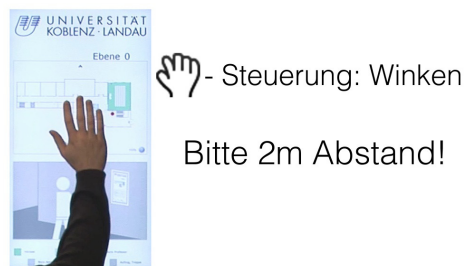 UNIVERSITÄT
KOBLENZ · LANDAU
Ebene 0
- Steuerung: Winken
Bitte 2m Abstand!